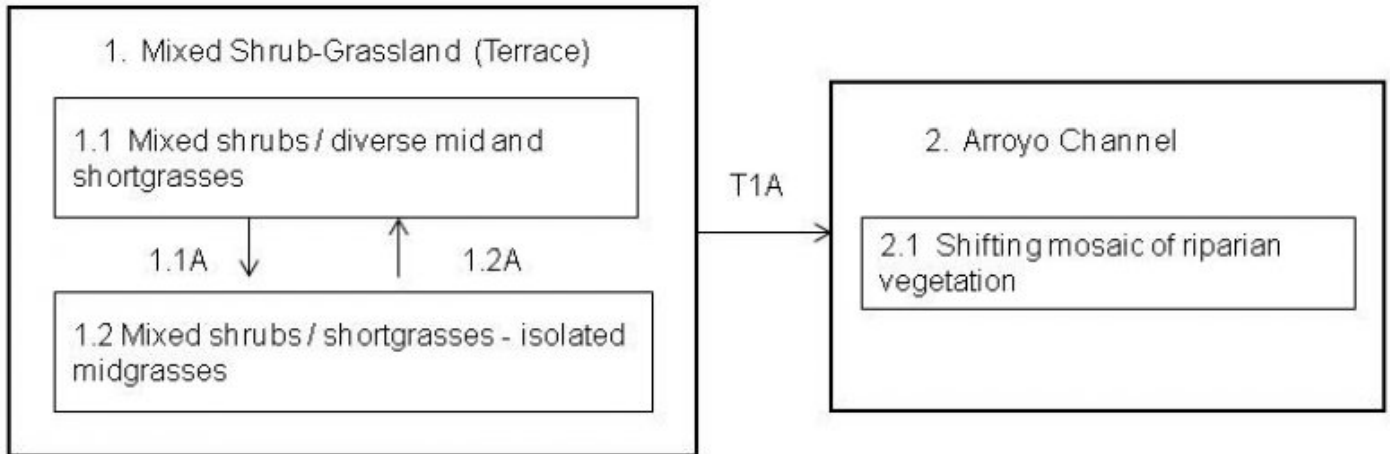 1. Mixed Shrub-Grassland (Terrace)
1.1 Mixed shrubs / diverse mid and
shortgrasses
1.1A
1.2A
1.2 Mixed shrubs / shortgrasses - isolated
midgrasses
T1A
2. Arroyo Channel
2.1 Shifting mosaic of riparian
vegetation